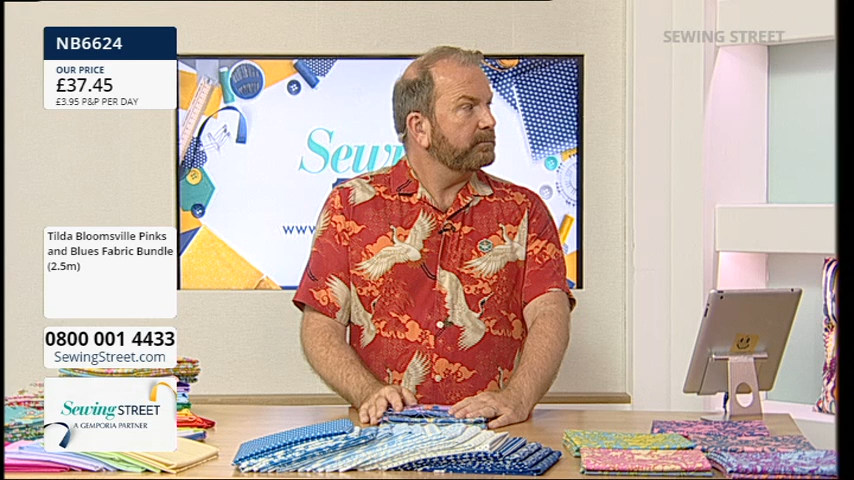 NB6624
OUR PRICE
£37.45
£3.95 P&P PER DAY
Tilda Bloomsville Pinks
and Blues Fabric Bundle
(2.5m)
0800 001 4433
SewingStreet.com
Sewing STREET
A GEMPORIA PARTNER
SEWING STREET
Sewi
www.